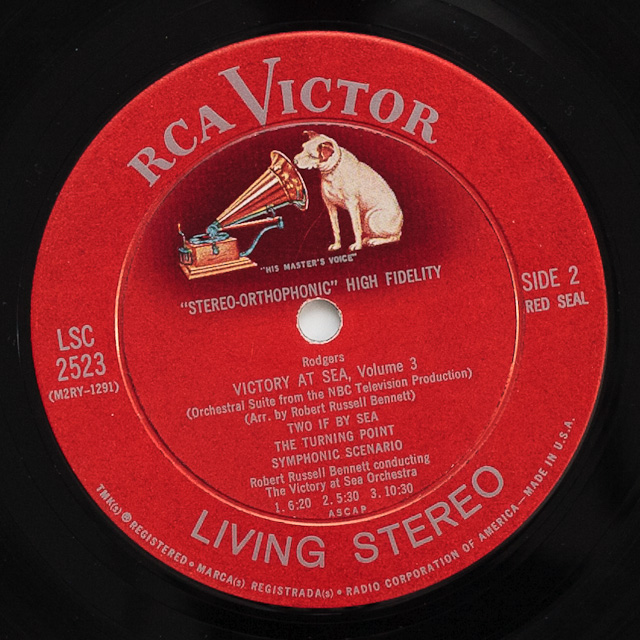 RCA VICTOR
"HIS MASTER'S VOICE"
"STEREO-ORTHOPHONIC" HIGH FIDELITY
SIDE 2
RED SEAL
LSC
2523
(M2RY-1291)
Rodgers
VICTORY AT SEA, Volume 3
(Orchestral Suite from the NBC Television Production)
(Arr. by Robert Russell Bennett)
TWO IF BY SEA
THE TURNING POINT
SYMPHONIC SCENARIO
Robert Russell Bennett conducting
The Victory at Sea Orchestra
1. 6:20 2. 5:30 3. 10:30
ASCAP
LIVING STEREO
TMK(s) ® REGISTERED • MARCA(s) REGISTRADA(s) • RADIO CORPORATION OF AMERICA—MADE IN U.S.A.